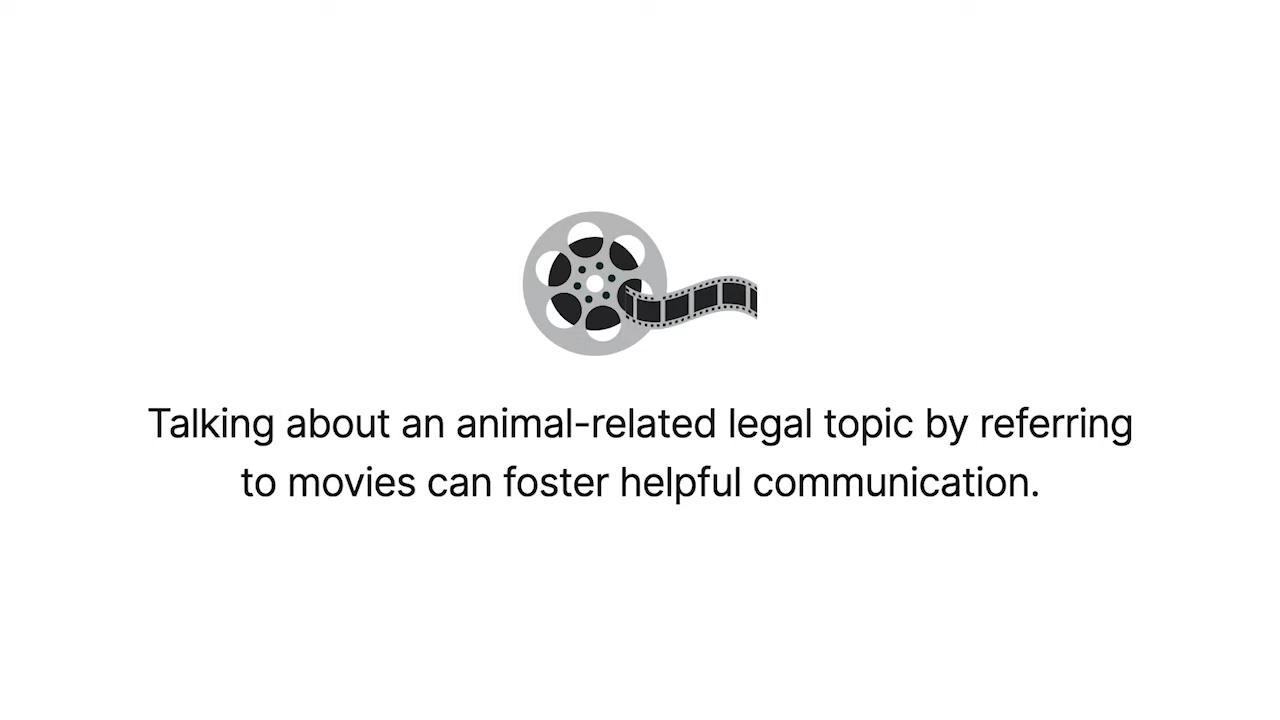 Talking about an animal-related legal topic by referring
to movies can foster helpful communication.